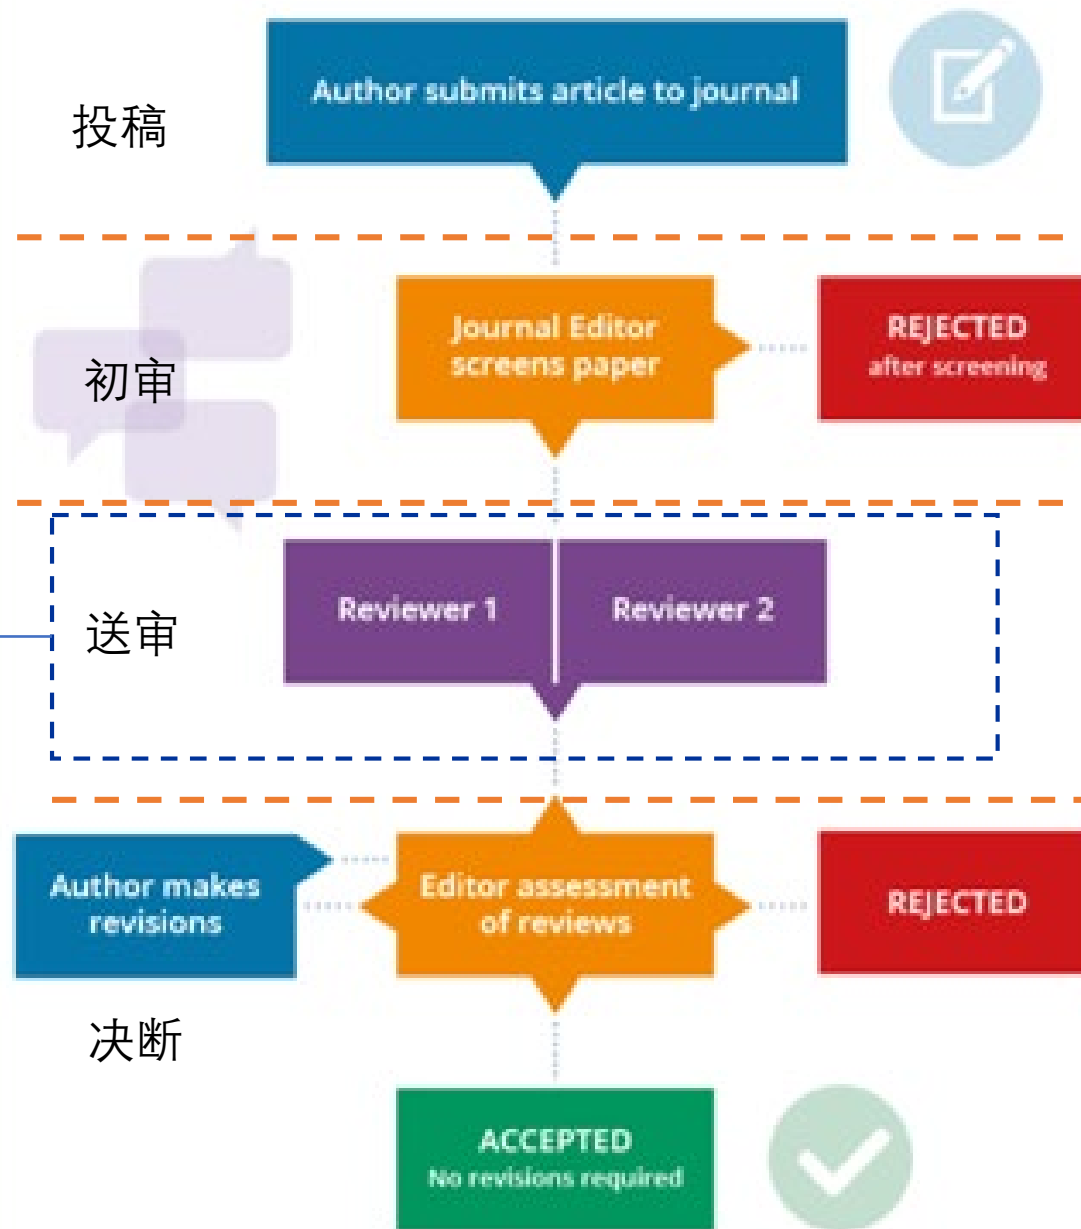 投稿
Author submits article to journal
初审
Journal Editor
screens paper
REJECTED
after screening
送审
Reviewer 1
Reviewer 2
Author makes
revisions
Editor assessment
of reviews
REJECTED
决断
ACCEPTED
No revisions required